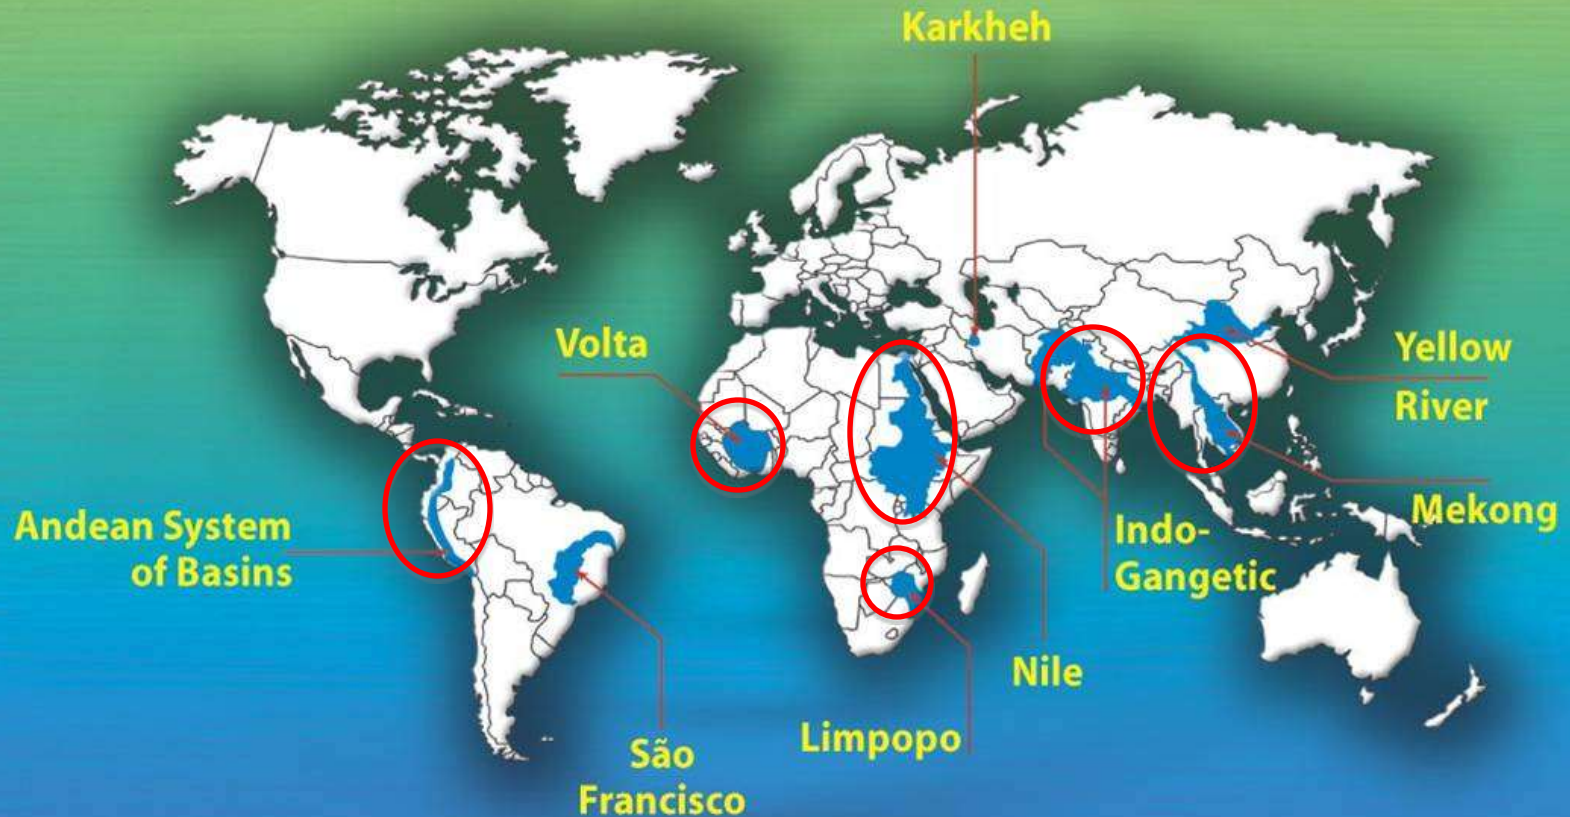 Karkheh
Volta
Yellow
River
Andean System
of Basins
Mekong
Indo-
Gangetic
Nile
Limpopo
São
Francisco